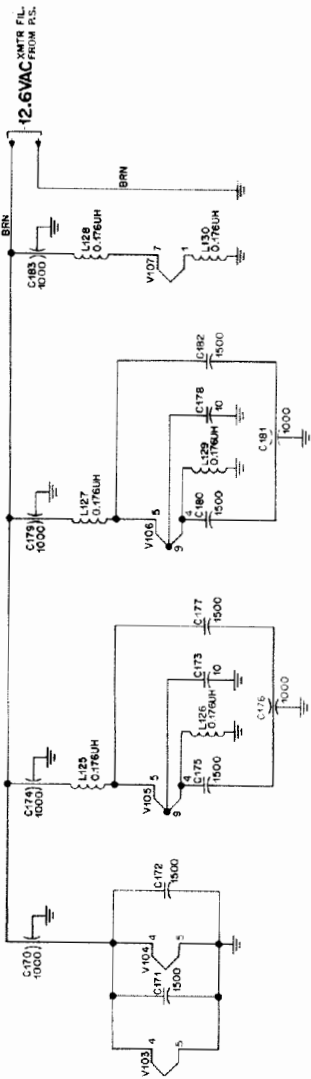 12.6VAC XMTR FIL.
FROM P.S.
BRN
BRN
C183
1000
L128
0.176UH
7
V107
1
L130
0.176UH
C179
1000
L127
0.176UH
5
V106
9
4
C182
1500
C178
10
L129
0.176UH
C180
1500
C181
1000
C174
1000
L125
0.176UH
5
V105
9
4
C177
1500
C173
10
L126
0.176UH
C175
1500
C176
1000
C170
1000
C172
1500
4
V104
5
C171
1500
4
V103
5